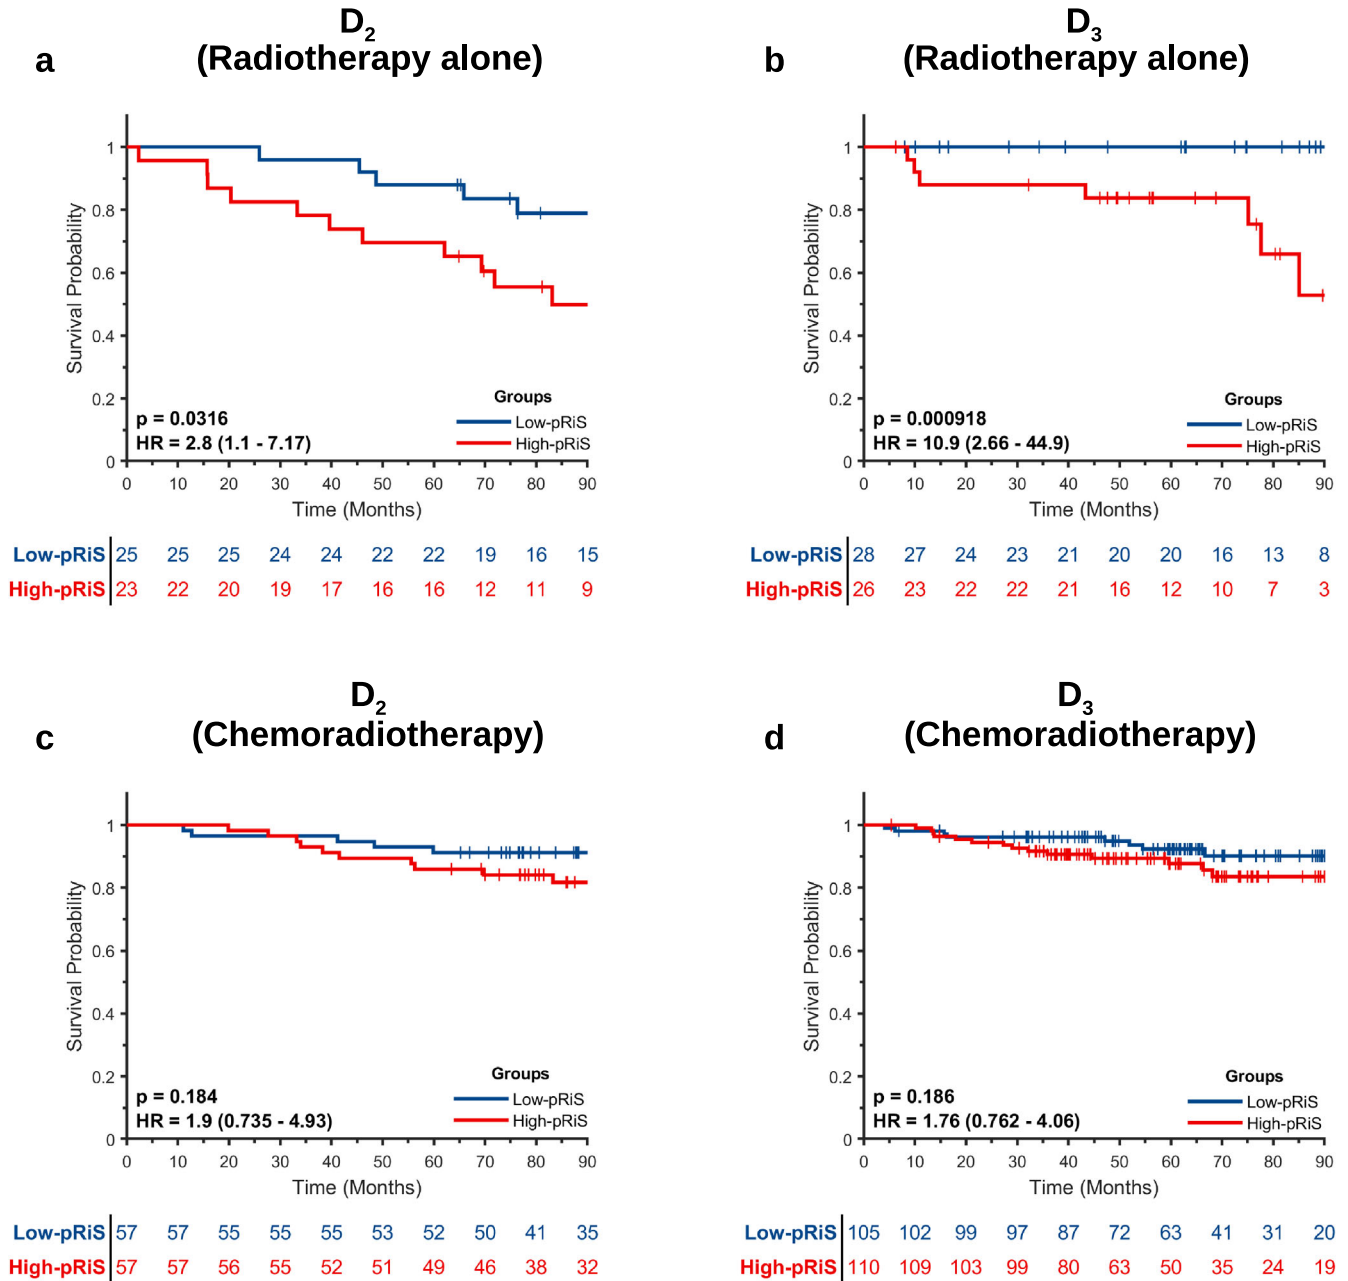 a
D2
(Radiotherapy alone)
Survival Probability
1
0.8
0.6
0.4
0.2
0
p = 0.0316
HR = 2.8 (1.1 - 7.17)
Groups
Low-pRiS
High-pRiS
0 10 20 30 40 50 60 70 80 90
Time (Months)
Low-pRiS 25 25 25 24 24 22 22 19 16 15
High-pRiS 23 22 20 19 17 16 16 12 11 9
b
D3
(Radiotherapy alone)
Survival Probability
1
0.8
0.6
0.4
0.2
0
p = 0.000918
HR = 10.9 (2.66 - 44.9)
Groups
Low-pRiS
High-pRiS
0 10 20 30 40 50 60 70 80 90
Time (Months)
Low-pRiS 28 27 24 23 21 20 20 16 13 8
High-pRiS 26 23 22 22 21 16 12 10 7 3
c
D2
(Chemoradiotherapy)
Survival Probability
1
0.8
0.6
0.4
0.2
0
p = 0.184
HR = 1.9 (0.735 - 4.93)
Groups
Low-pRiS
High-pRiS
0 10 20 30 40 50 60 70 80 90
Time (Months)
Low-pRiS 57 57 55 55 55 53 52 50 41 35
High-pRiS 57 57 56 55 52 51 49 46 38 32
d
D3
(Chemoradiotherapy)
Survival Probability
1
0.8
0.6
0.4
0.2
0
p = 0.186
HR = 1.76 (0.762 - 4.06)
Groups
Low-pRiS
High-pRiS
0 10 20 30 40 50 60 70 80 90
Time (Months)
Low-pRiS 105 102 99 97 87 72 63 41 31 20
High-pRiS 110 109 103 99 80 63 50 35 24 19